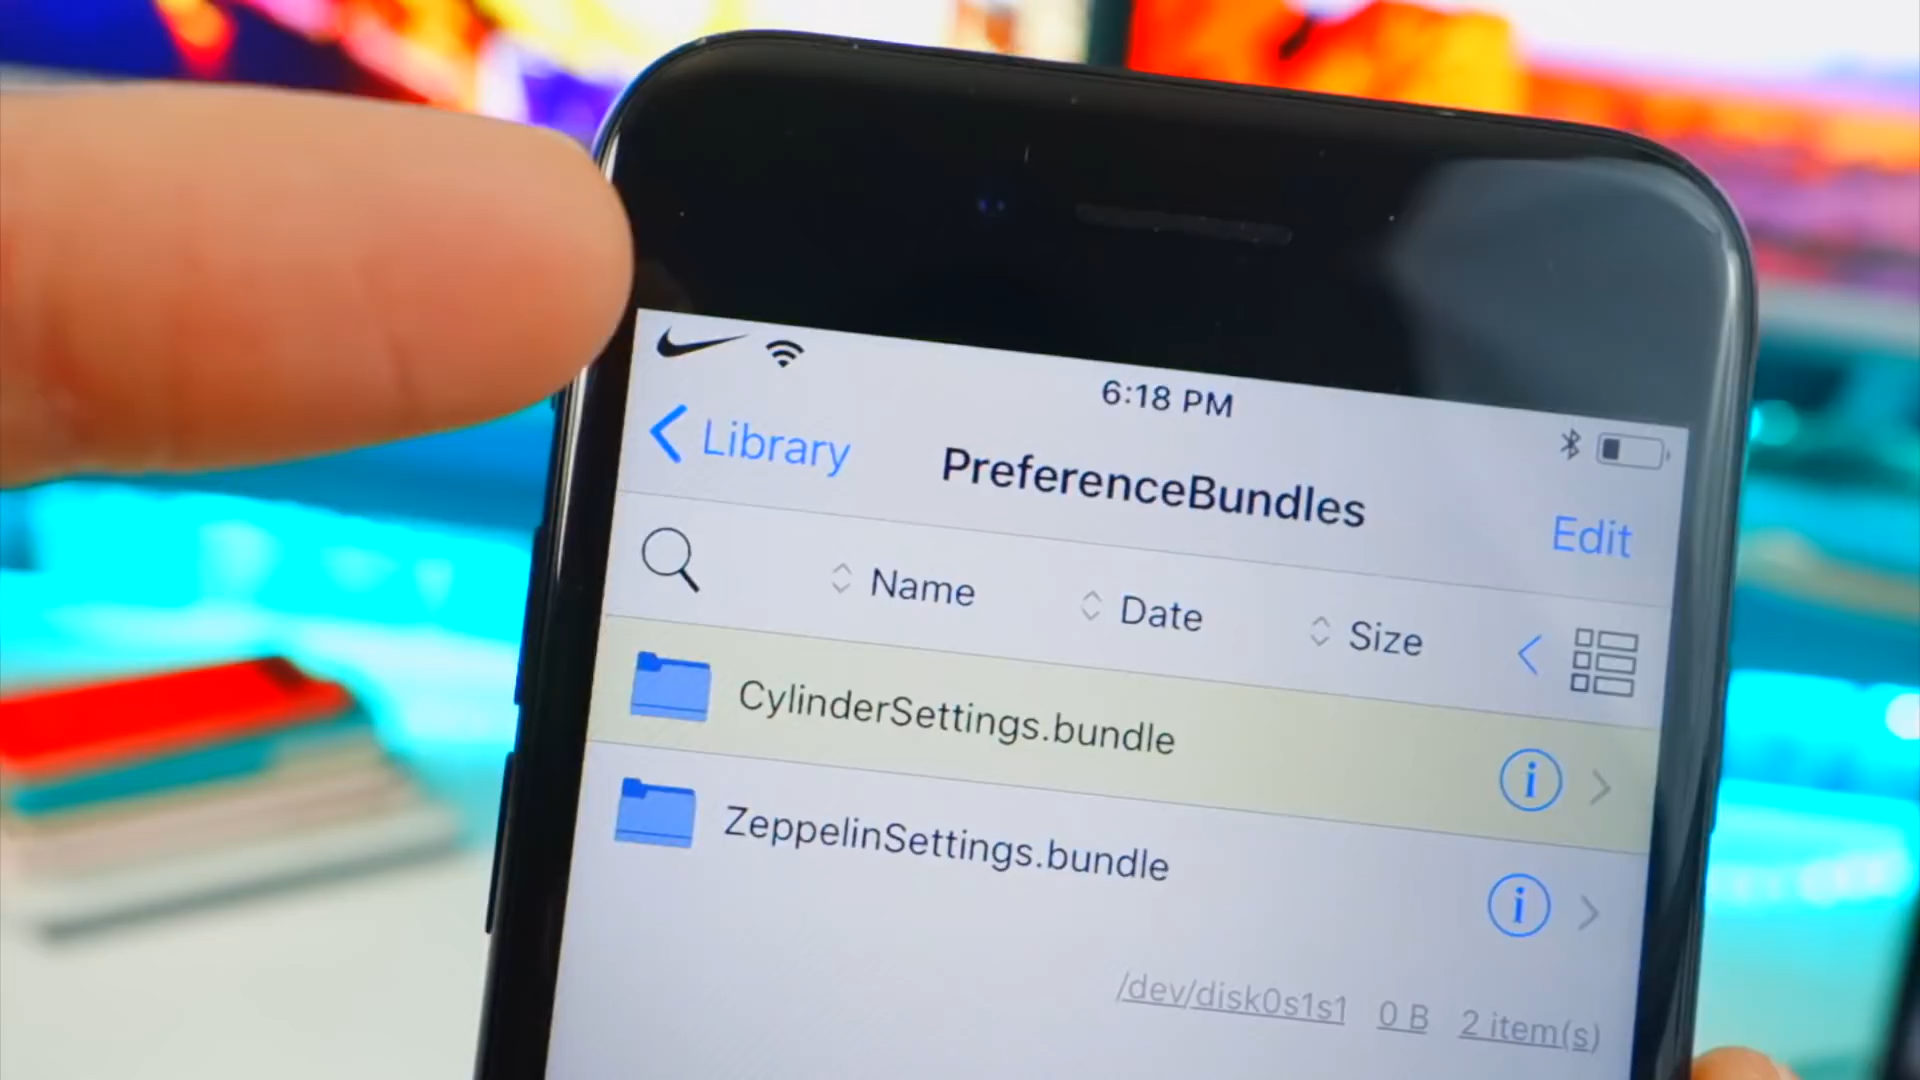 6:18 PM
Library
PreferenceBundles
Edit
Name
Date
Size
CylinderSettings.bundle
ZeppelinSettings.bundle
/dev/disk0s1s1 0 B 2 item(s)